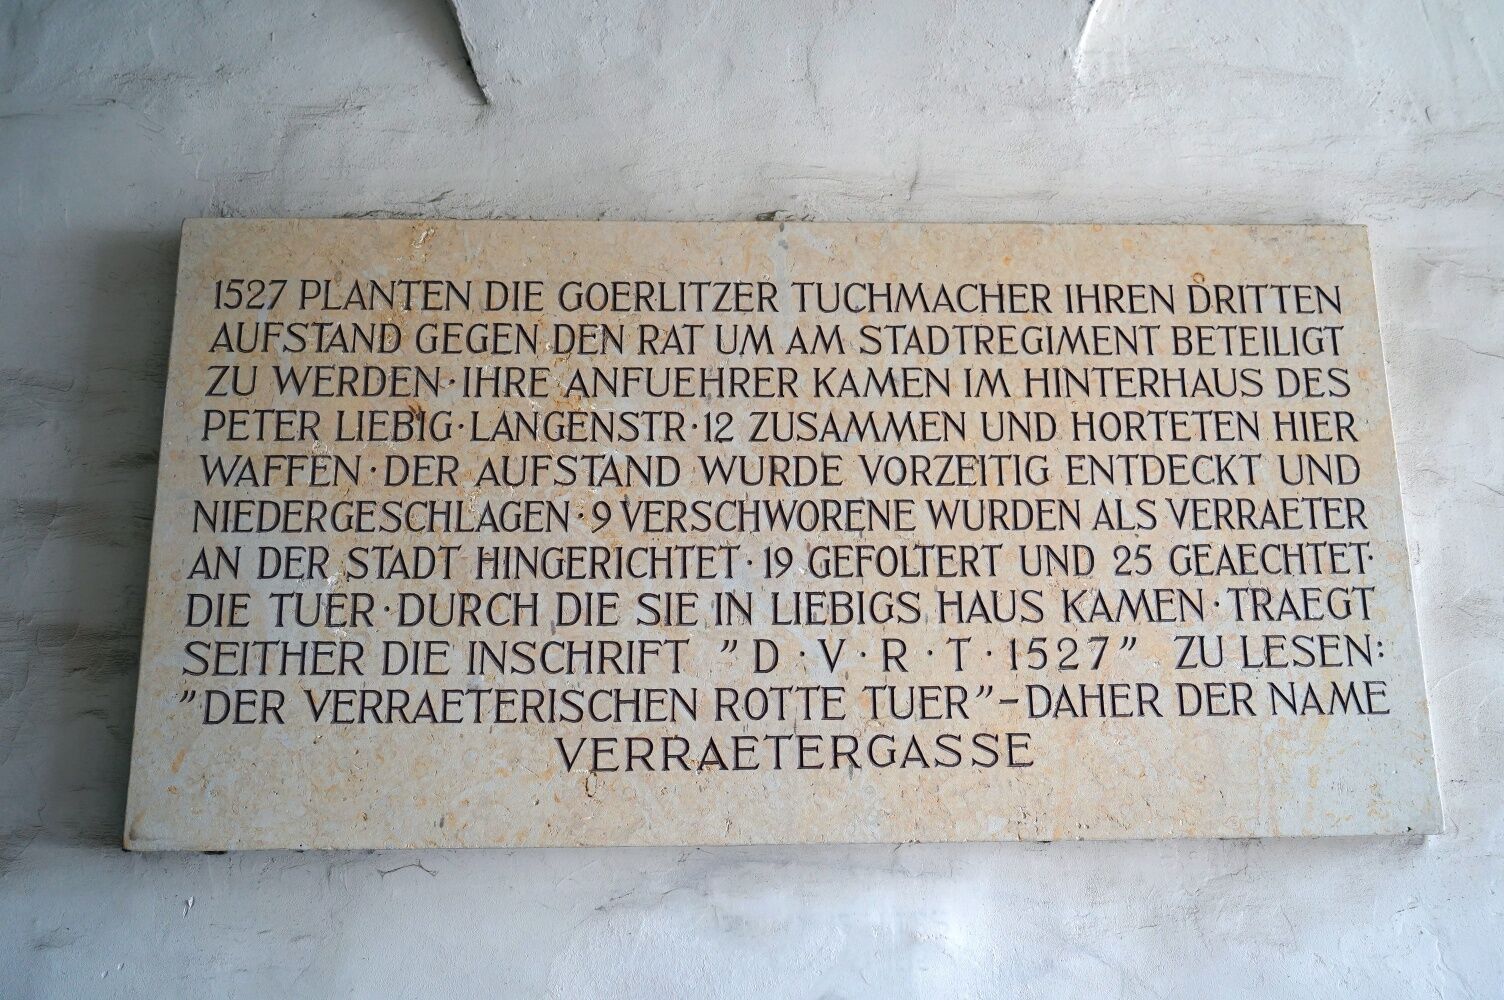 1527 PLANTEN DIE GOERLITZER TUCHMACHER IHREN DRITTEN
AUFSTAND GEGEN DEN RAT UM AM STADTREGIMENT BETEILIGT
ZU WERDEN · IHRE ANFUEHRER KAMEN IM HINTERHAUS DES
PETER LIEBIG · LANGENSTR · 12 ZUSAMMEN UND HORTETEN HIER
WAFFEN · DER AUFSTAND WURDE VORZEITIG ENTDECKT UND
NIEDERGESCHLAGEN · 9 VERSCHWORENE WURDEN ALS VERRAETER
AN DER STADT HINGERICHTET · 19 GEFOLTERT UND 25 GEAECHTET ·
DIE TUER · DURCH DIE SIE IN LIEBIGS HAUS KAMEN · TRAEGT
SEITHER DIE INSCHRIFT ”D · V · R · T · 1527” ZU LESEN:
”DER VERRAETERISCHEN ROTTE TUER” – DAHER DER NAME
VERRAETERGASSE